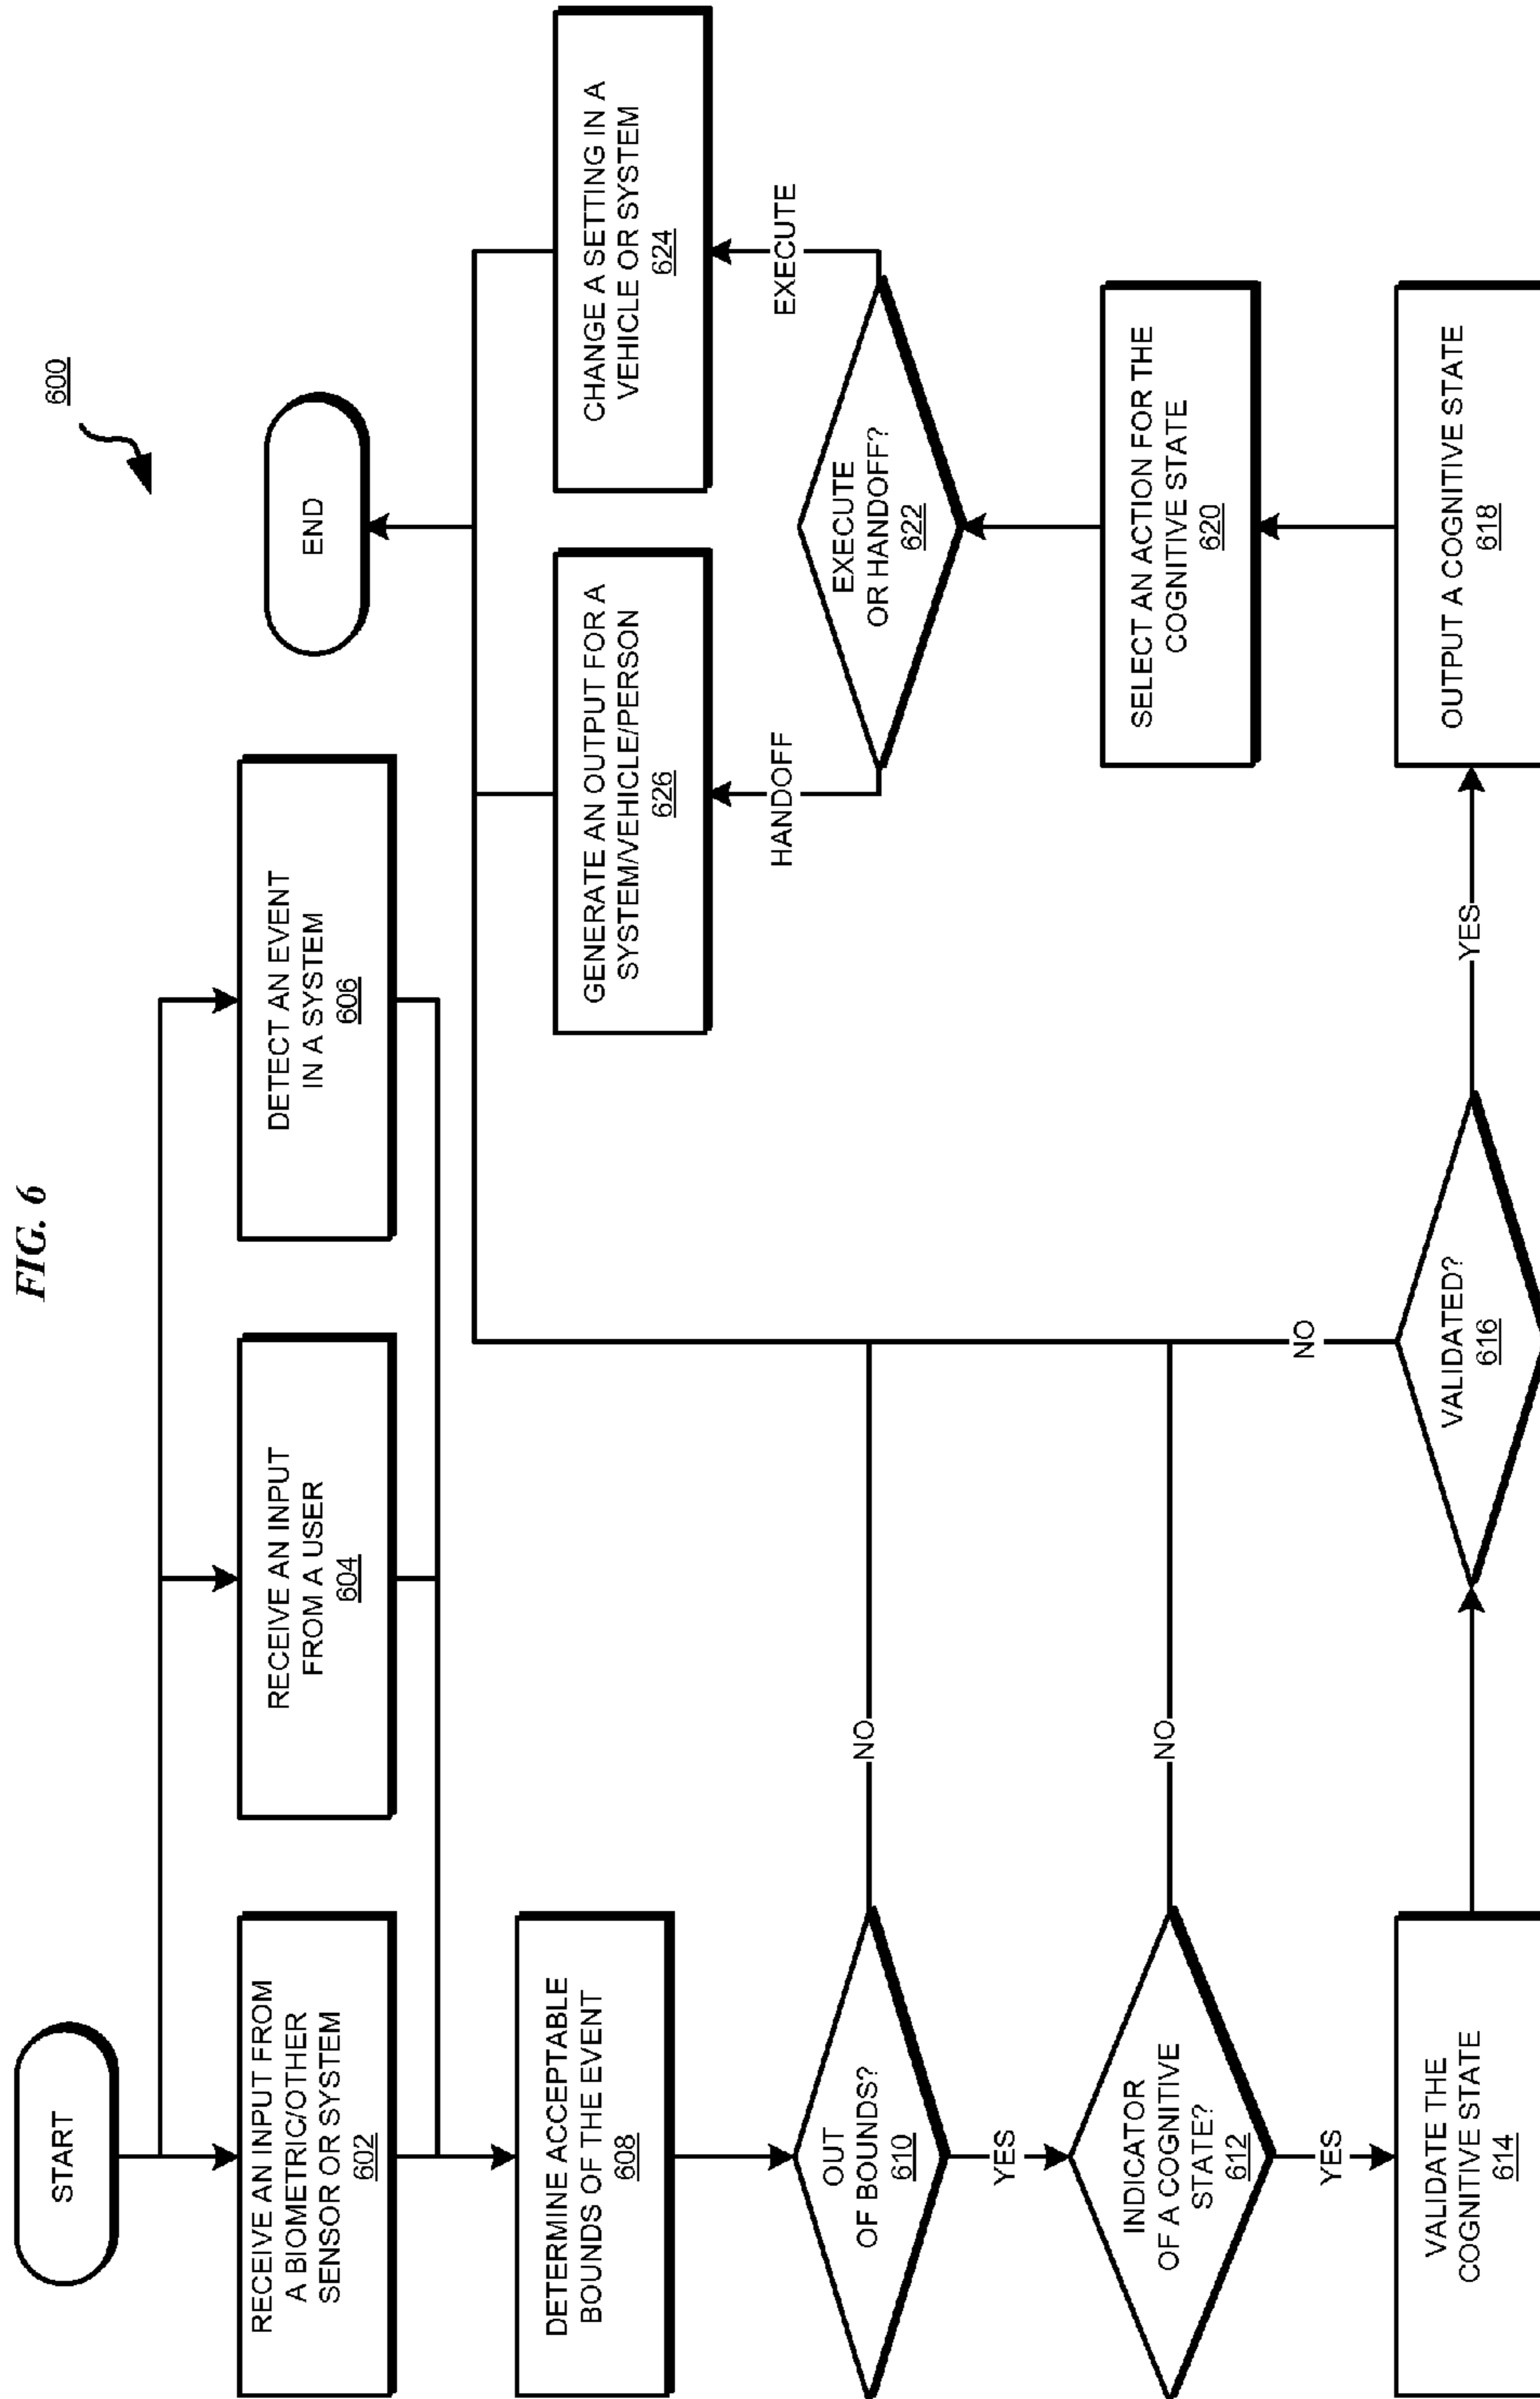 FIG. 6
600
START
RECEIVE AN INPUT FROM
A BIOMETRIC/OTHER
SENSOR OR SYSTEM
602
RECEIVE AN INPUT
FROM A USER
604
DETECT AN EVENT
IN A SYSTEM
606
DETERMINE ACCEPTABLE
BOUNDS OF THE EVENT
608
OUT
OF BOUNDS?
610
NO
YES
INDICATOR
OF A COGNITIVE
STATE?
612
NO
YES
VALIDATE THE
COGNITIVE STATE
614
VALIDATED?
616
NO
YES
OUTPUT A COGNITIVE STATE
618
SELECT AN ACTION FOR THE
COGNITIVE STATE
620
EXECUTE
OR HANDOFF?
622
HANDOFF
EXECUTE
GENERATE AN OUTPUT FOR A
SYSTEM/VEHICLE/PERSON
626
CHANGE A SETTING IN A
VEHICLE OR SYSTEM
624
END